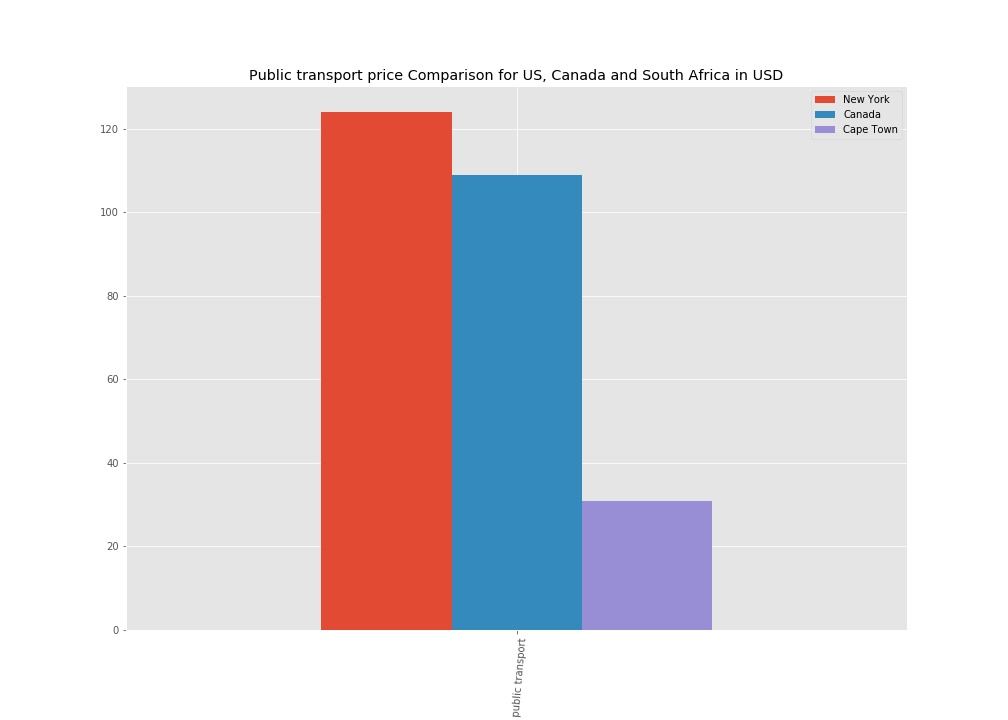 Public transport price Comparison for US, Canada and South Africa in USD
New York
Canada
Cape Town
120
100
80
60
40
20
0
public transport